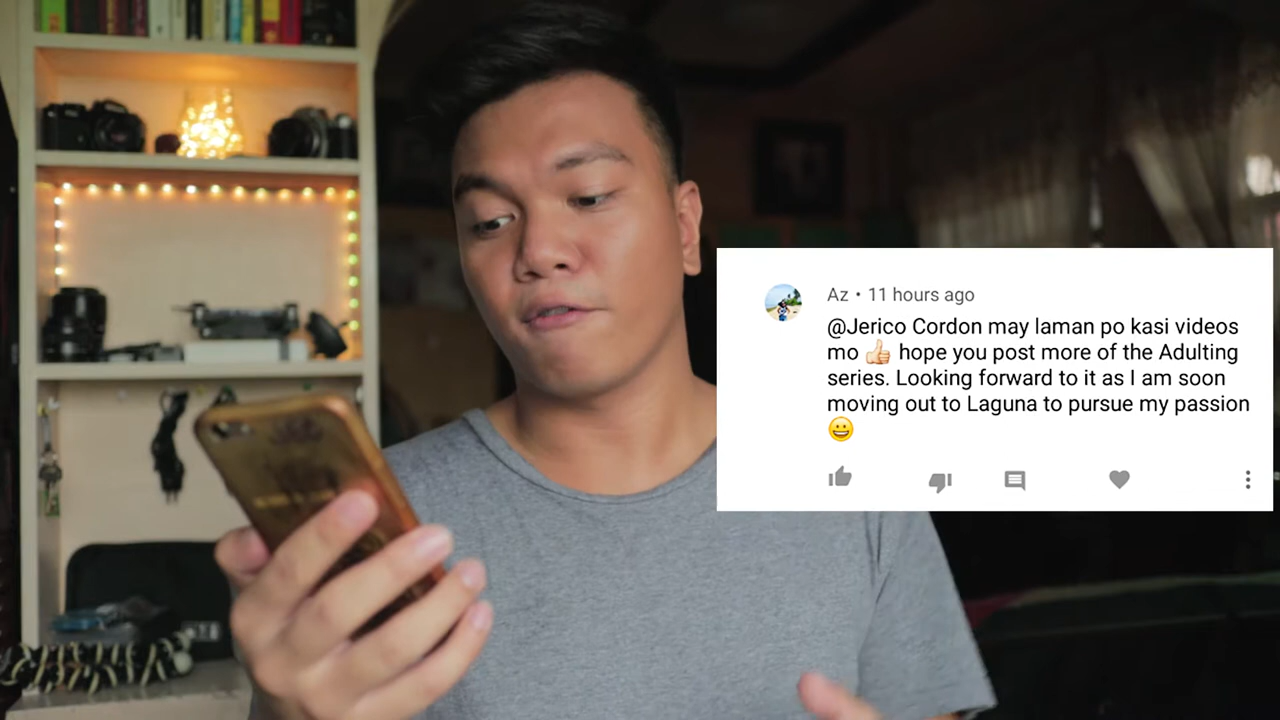 Az • 11 hours ago
@Jerico Cordon may laman po kasi videos
mo 👍🏻 hope you post more of the Adulting
series. Looking forward to it as I am soon
moving out to Laguna to pursue my passion
😀